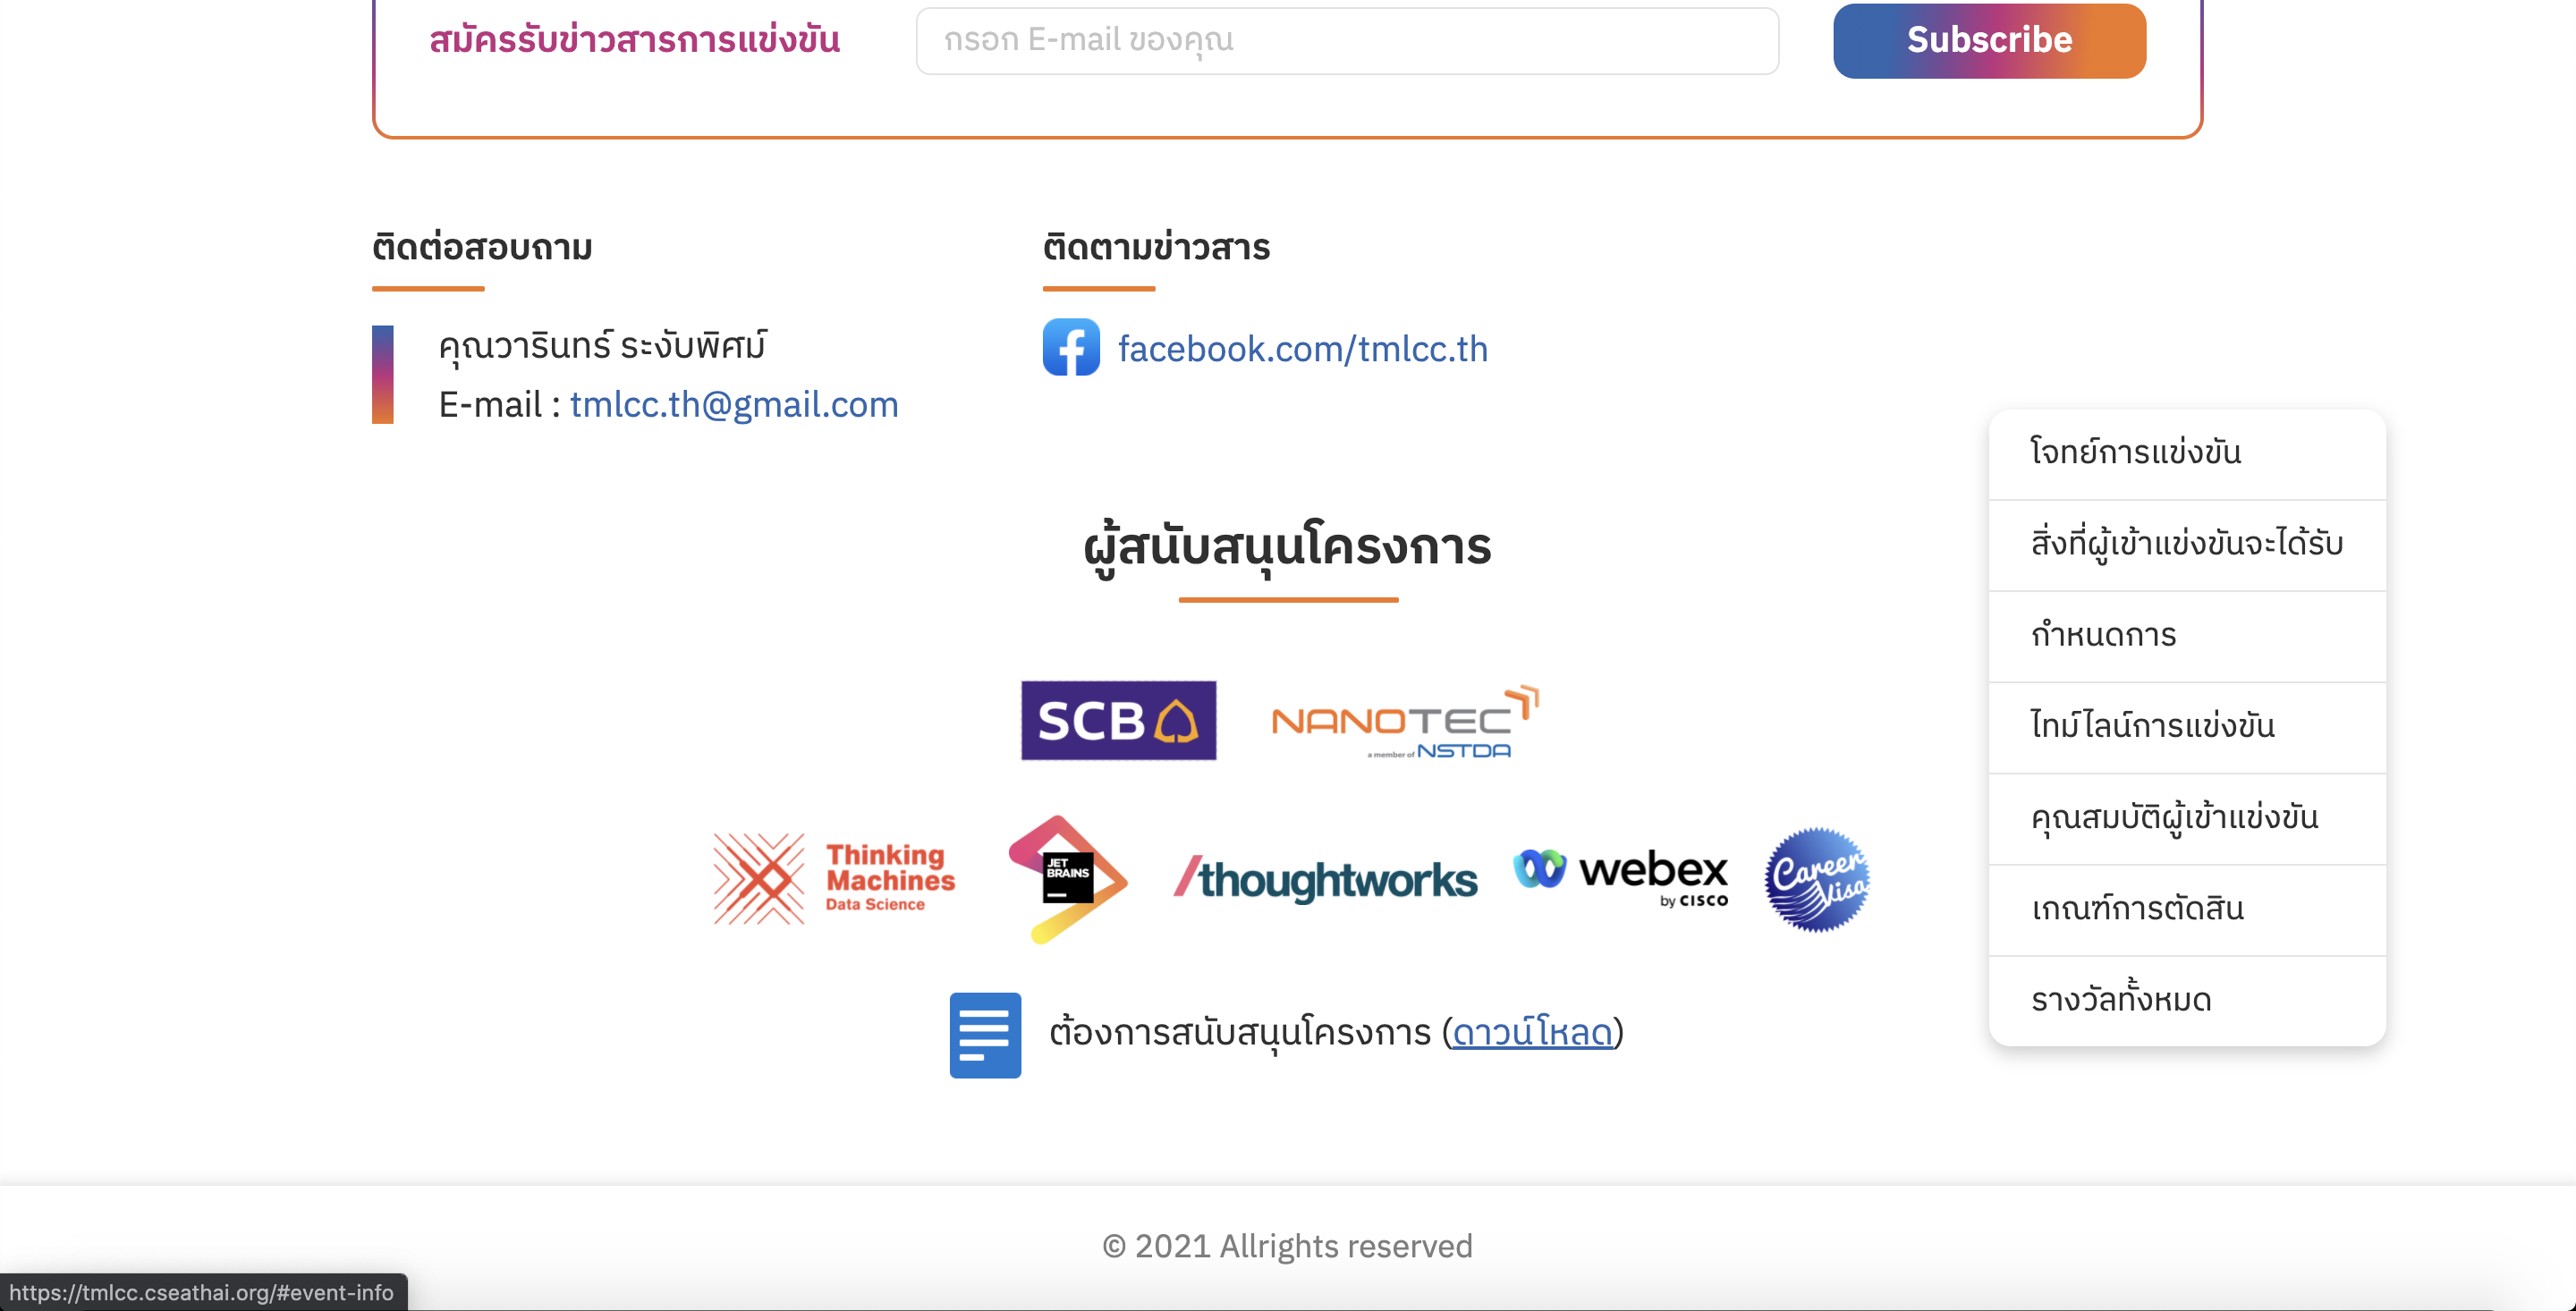 สมัครรับข่าวสารการแข่งขัน
กรอก E-mail ของคุณ
Subscribe
ติดต่อสอบถาม
คุณวารินทร์ ระงับพิศม์
E-mail : tmlcc.th@gmail.com
ติดตามข่าวสาร
facebook.com/tmlcc.th
โจทย์การแข่งขัน
สิ่งที่ผู้เข้าแข่งขันจะได้รับ
กำหนดการ
ไทม์ไลน์การแข่งขัน
คุณสมบัติผู้เข้าแข่งขัน
เกณฑ์การตัดสิน
รางวัลทั้งหมด
ผู้สนับสนุนโครงการ
SCB
NANOTEC
a member of NSTDA
Thinking
Machines
Data Science
JET
BRAINS
/thoughtworks
webex
by CISCO
Career
Visa
ต้องการสนับสนุนโครงการ (ดาวน์โหลด)
© 2021 Allrights reserved
https://tmlcc.cseathai.org/#event-info